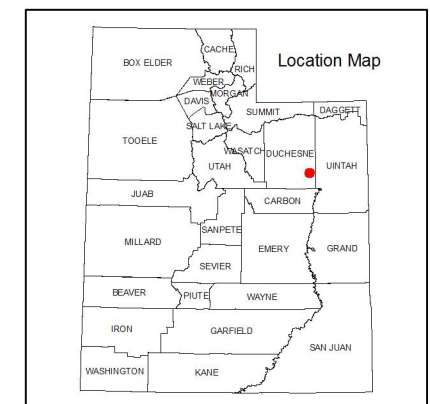 Location Map
BOX ELDER
CACHE
RICH
WEBER
MORGAN
DAVIS
SUMMIT
DAGGETT
SALT LAKE
TOOELE
WASATCH
DUCHESNE
UINTAH
UTAH
JUAB
CARBON
SANPETE
MILLARD
EMERY
GRAND
SEVIER
BEAVER
PIUTE
WAYNE
IRON
GARFIELD
SAN JUAN
WASHINGTON
KANE